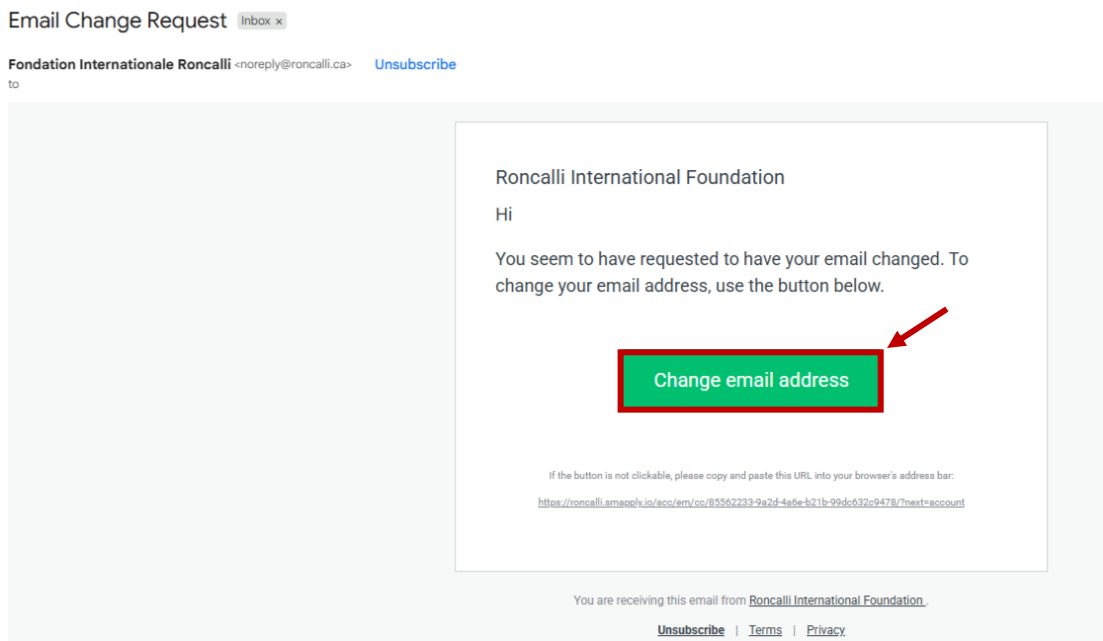 Email Change Request Inbox x
Fondation Internationale Roncalli <noreply@roncalli.ca> Unsubscribe
to
Roncalli International Foundation
Hi
You seem to have requested to have your email changed. To
change your email address, use the button below.
Change email address
If the button is not clickable, please copy and paste this URL into your browser's address bar:
https://roncalli.smapply.io/acc/em/cc/85562233-9a2d-4a6e-b21b-99dc632c9478/?next=account
You are receiving this email from Roncalli International Foundation .
Unsubscribe | Terms | Privacy